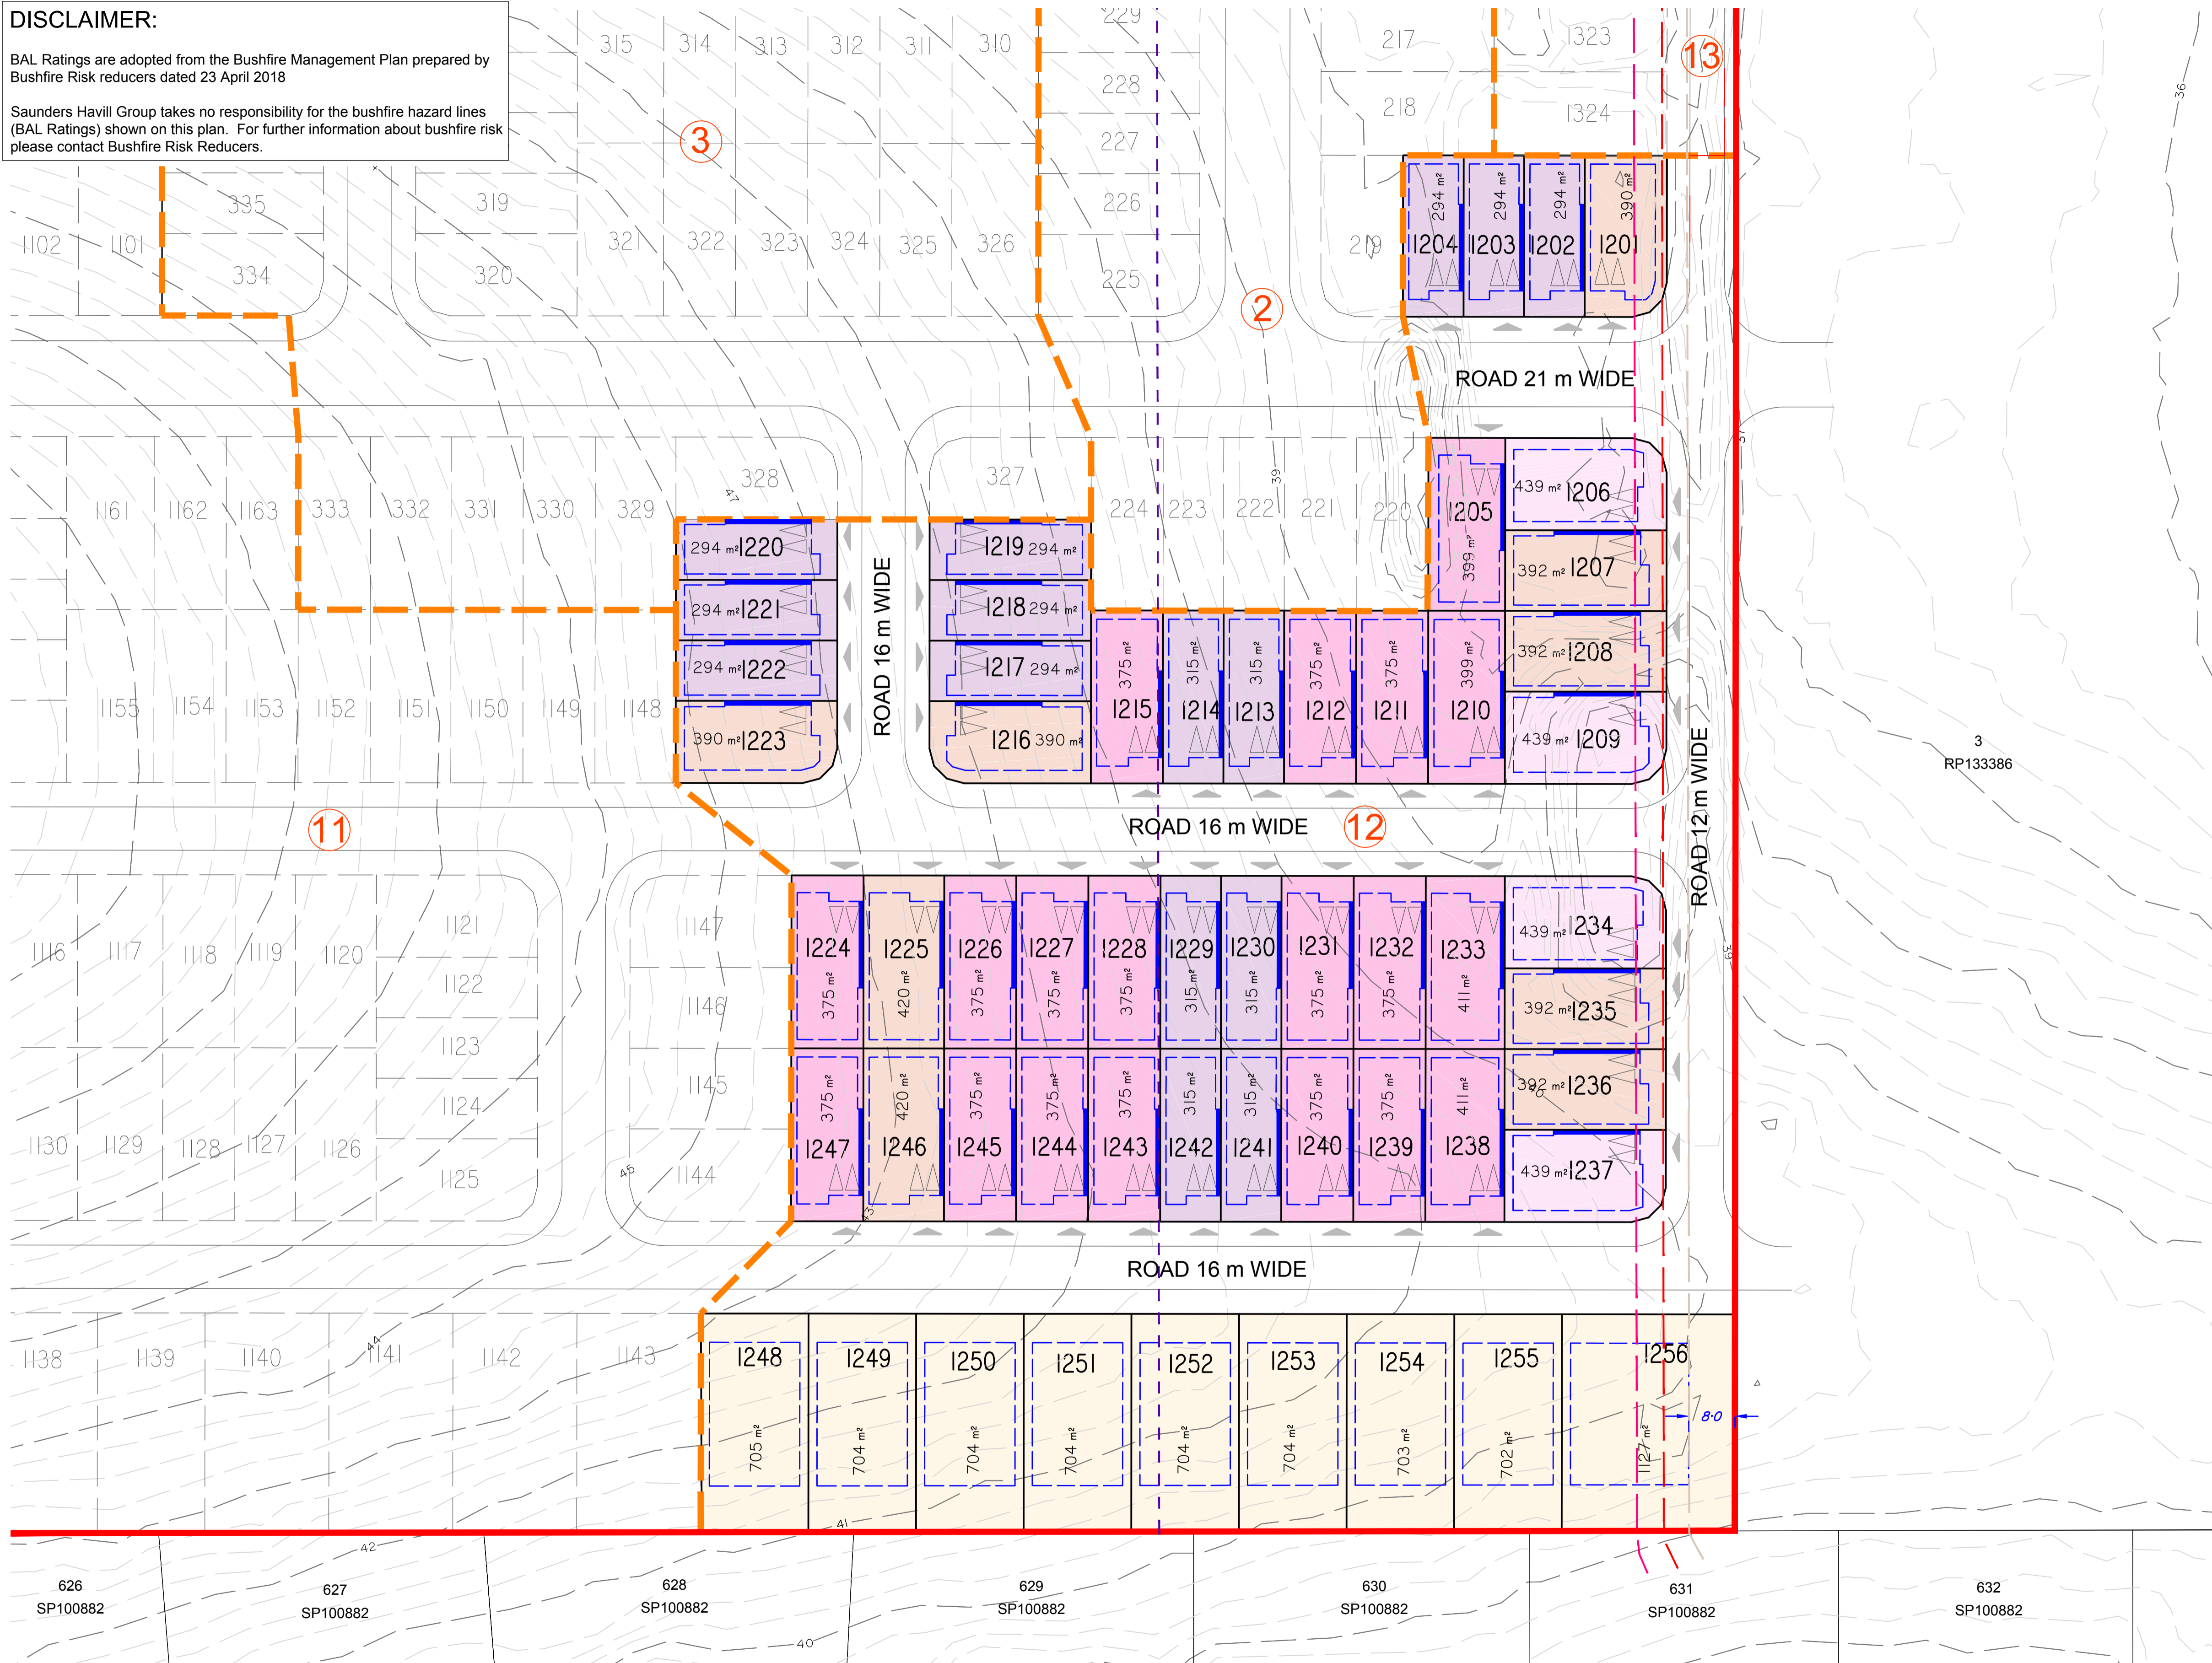 DISCLAIMER:
BAL Ratings are adopted from the Bushfire Management Plan prepared by
Bushfire Risk reducers dated 23 April 2018
Saunders Havill Group takes no responsibility for the bushfire hazard lines
(BAL Ratings) shown on this plan. For further information about bushfire risk
please contact Bushfire Risk Reducers.
315 314 313 312 311 310 229 217 1323 13
228 218 1324
3 227
335 319 226 294 m² 294 m² 294 m² 390 m²
36
1102 1101 321 322 323 324 325 326 219 1204 1203 1202 1201
334 320 225
2
ROAD 21 m WIDE
37
328 327
47 39
1161 1162 1163 333 332 331 330 329 224 223 222 221 220 1205 439 m² 1206
399 m²
294 m² 1220 1219 294 m² 392 m² 1207
294 m² 1221 ROAD 16 m WIDE 1218 294 m²
294 m² 1222 1217 294 m² 375 m² 315 m² 315 m² 375 m² 375 m² 399 m² 392 m² 1208
1155 1154 1153 1152 1151 1150 1149 1148 1215 1214 1213 1212 1211 1210
390 m² 1223 1216 390 m² 439 m² 1209
3
RP133386
ROAD 12 m WIDE
11 ROAD 16 m WIDE 12
1116 1117 1118 1119 1120 1121 1147
1224 1225 1226 1227 1228 1229 1230 1231 1232 1233 439 m² 1234
39
1122 1146 375 m² 420 m² 375 m² 375 m² 375 m² 315 m² 315 m² 375 m² 375 m² 411 m² 392 m² 1235
1123
1145 375 m² 420 m² 375 m² 375 m² 375 m² 315 m² 315 m² 375 m² 375 m² 411 m² 392 m² 1236
40
1124
1130 1129 1128 1127 1126 1125 1144
1247 1246 1245 1244 1243 1242 1241 1240 1239 1238 439 m² 1237
45 43
ROAD 16 m WIDE
1138 1139 1140 1141 1142 1143
44
1248 1249 1250 1251 1252 1253 1254 1255 1256
8·0
705 m² 704 m² 704 m² 704 m² 704 m² 704 m² 703 m² 702 m² 1127 m²
41
42
626 627 628 629 630 631 632
SP100882 SP100882 SP100882 SP100882 SP100882 SP100882 SP100882
40